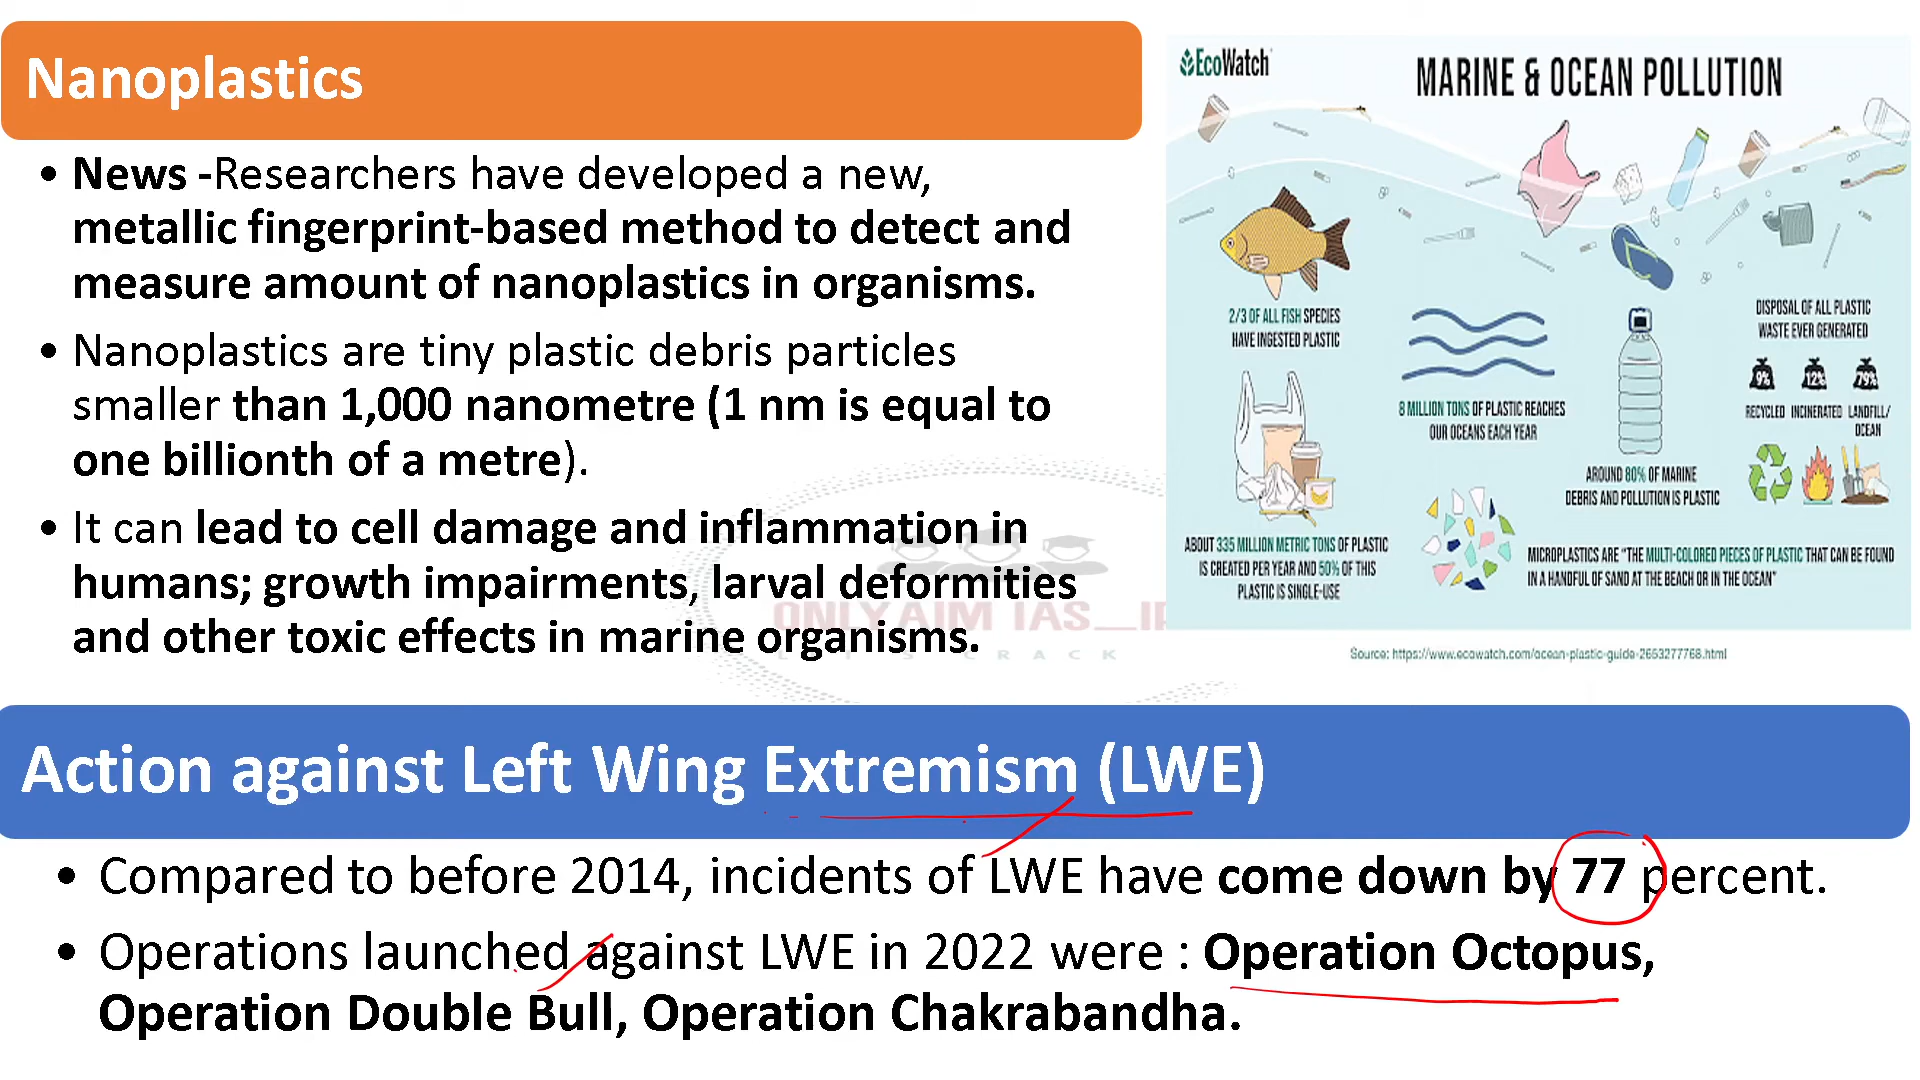 Nanoplastics
• News -Researchers have developed a new,
metallic fingerprint-based method to detect and
measure amount of nanoplastics in organisms.
• Nanoplastics are tiny plastic debris particles
smaller than 1,000 nanometre (1 nm is equal to
one billionth of a metre).
• It can lead to cell damage and inflammation in
humans; growth impairments, larval deformities
and other toxic effects in marine organisms.
ONLYAIM IAS_IP
CRACK
EcoWatch
MARINE & OCEAN POLLUTION
2/3 OF ALL FISH SPECIES
HAVE INGESTED PLASTIC
8 MILLION TONS OF PLASTIC REACHES
OUR OCEANS EACH YEAR
DISPOSAL OF ALL PLASTIC
WASTE EVER GENERATED
9% 12% 79%
RECYCLED INCINERATED LANDFILL/
OCEAN
AROUND 80% OF MARINE
DEBRIS AND POLLUTION IS PLASTIC
ABOUT 335 MILLION METRIC TONS OF PLASTIC
IS CREATED PER YEAR AND 50% OF THIS
PLASTIC IS SINGLE-USE
MICROPLASTICS ARE "THE MULTI-COLORED PIECES OF PLASTIC THAT CAN BE FOUND
IN A HANDFUL OF SAND AT THE BEACH OR IN THE OCEAN"
Source: https://www.ecowatch.com/ocean-plastic-guide-2653277768.html
Action against Left Wing Extremism (LWE)
• Compared to before 2014, incidents of LWE have come down by 77 percent.
• Operations launched against LWE in 2022 were : Operation Octopus,
Operation Double Bull, Operation Chakrabandha.